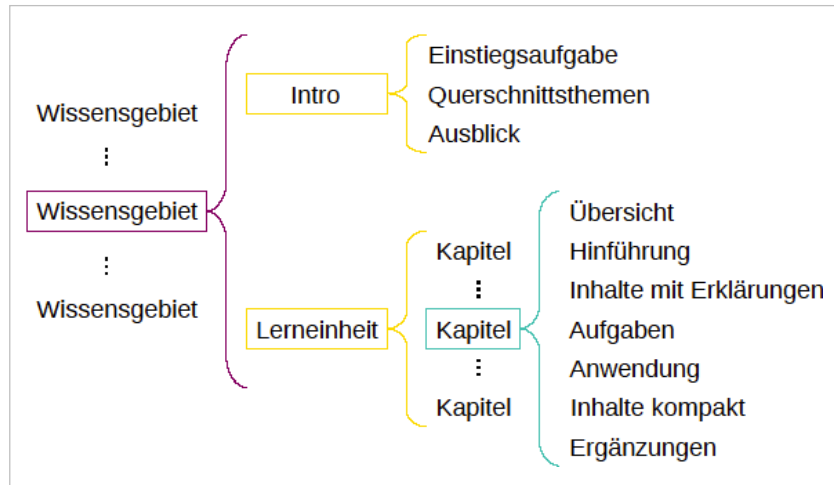 Wissensgebiet
Wissensgebiet
Wissensgebiet
Intro
Einstiegsaufgabe
Querschnittsthemen
Ausblick
Lerneinheit
Kapitel
Kapitel
Kapitel
Übersicht
Hinführung
Inhalte mit Erklärungen
Aufgaben
Anwendung
Inhalte kompakt
Ergänzungen